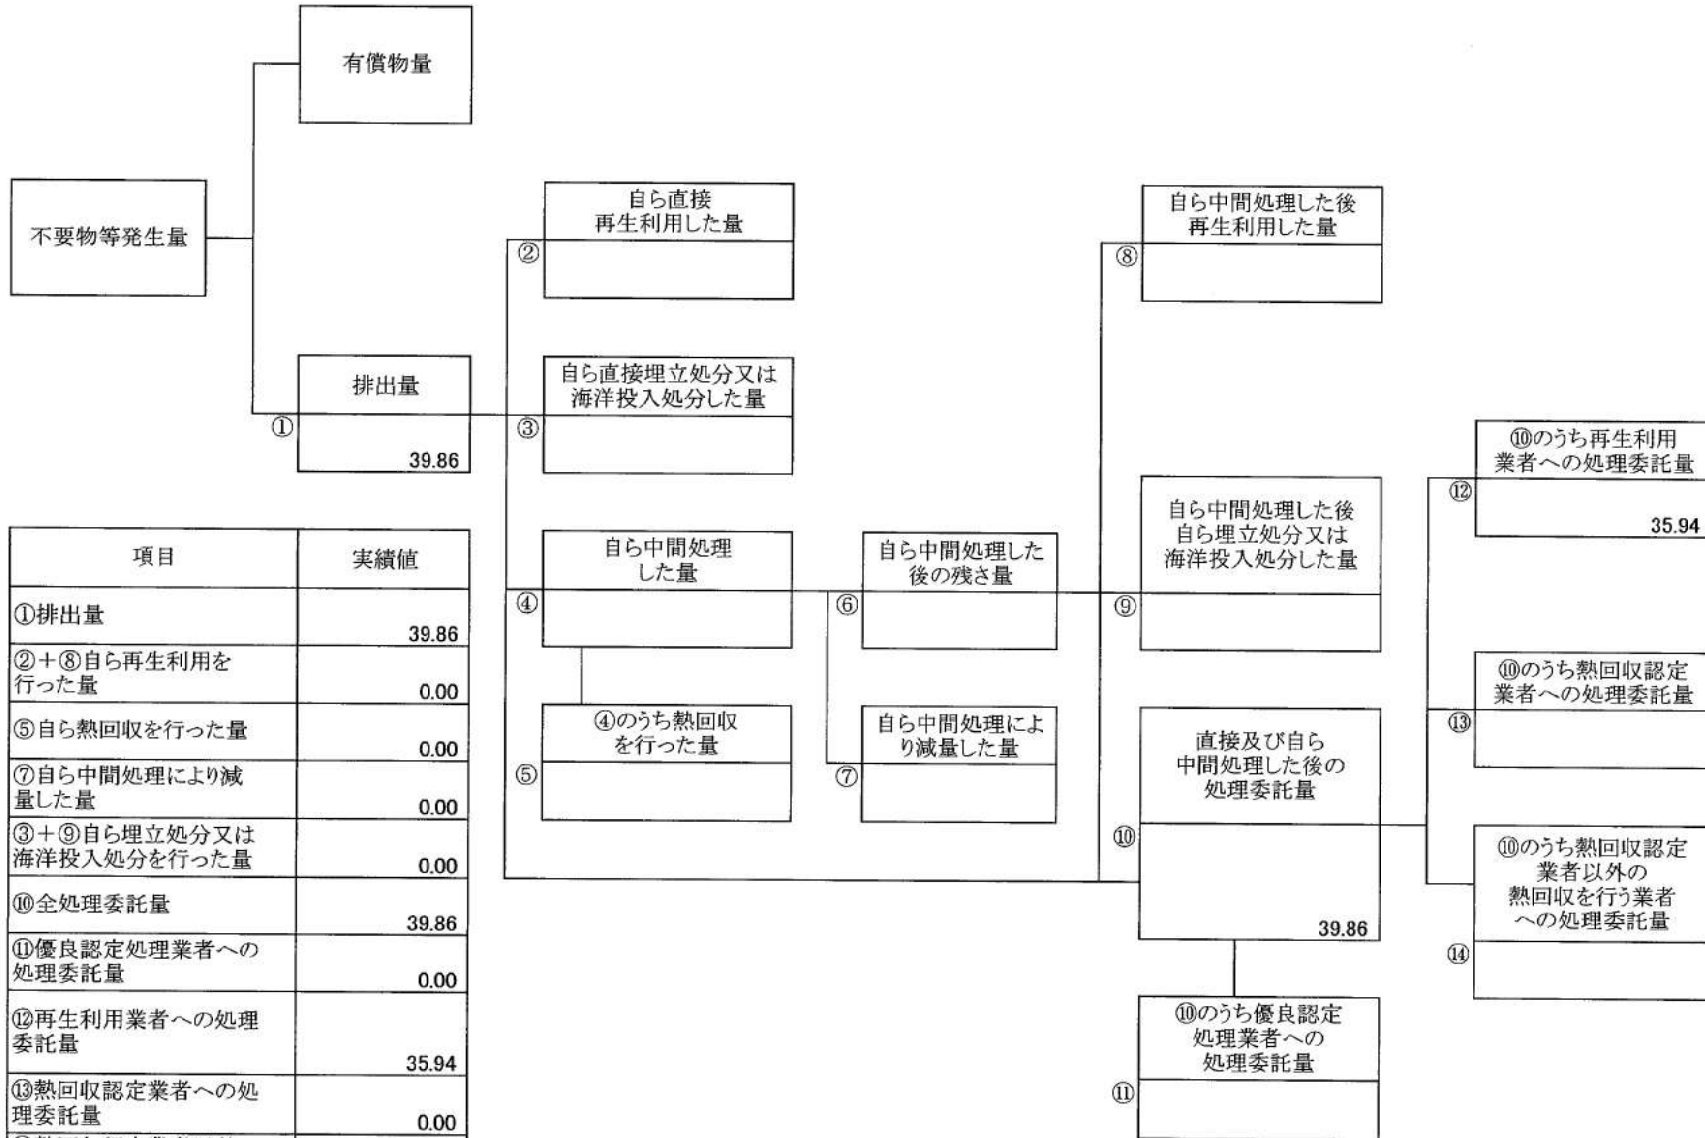 有償物量
不要物等発生量
自ら直接
再生利用した量
②
自ら中間処理した後
再生利用した量
⑧
排出量
①
39.86
自ら直接埋立処分又は
海洋投入処分した量
③
⑩のうち再生利用
業者への処理委託量
⑫
35.94
自ら中間処理
した量
④
自ら中間処理した
後の残さ量
⑥
自ら中間処理した後
自ら埋立処分又は
海洋投入処分した量
⑨
⑩のうち熱回収認定
業者への処理委託量
⑬
④のうち熱回収
を行った量
⑤
自ら中間処理によ
り減量した量
⑦
直接及び自ら
中間処理した後の
処理委託量
⑩
39.86
⑩のうち熱回収認定
業者以外の
熱回収を行う業者
への処理委託量
⑭
⑩のうち優良認定
処理業者への
処理委託量
⑪
項目 実績値
①排出量
39.86
②＋⑧自ら再生利用を
行った量
0.00
⑤自ら熱回収を行った量
0.00
⑦自ら中間処理により減
量した量
0.00
③＋⑨自ら埋立処分又は
海洋投入処分を行った量
0.00
⑩全処理委託量
39.86
⑪優良認定処理業者への
処理委託量
0.00
⑫再生利用業者への処理
委託量
35.94
⑬熱回収認定業者への処
理委託量
0.00